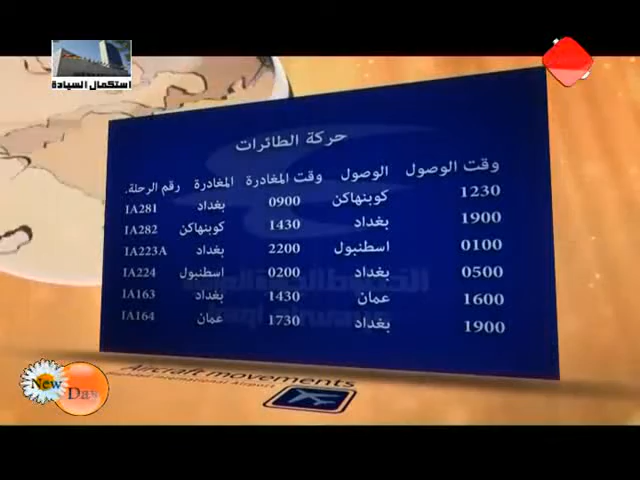 استكمال السيادة
حركة الطائرات
رقم الرحلة. المغادرة وقت المغادرة الوصول وقت الوصول
IA281 بغداد 0900 كوبنهاكن 1230
IA282 كوبنهاكن 1430 بغداد 1900
IA223A بغداد 2200 اسطنبول 0100
IA224 اسطنبول 0200 بغداد 0500
IA163 بغداد 1430 عمان 1600
IA164 عمان 1730 بغداد 1900
Aircraft movements
International Airport
New Day